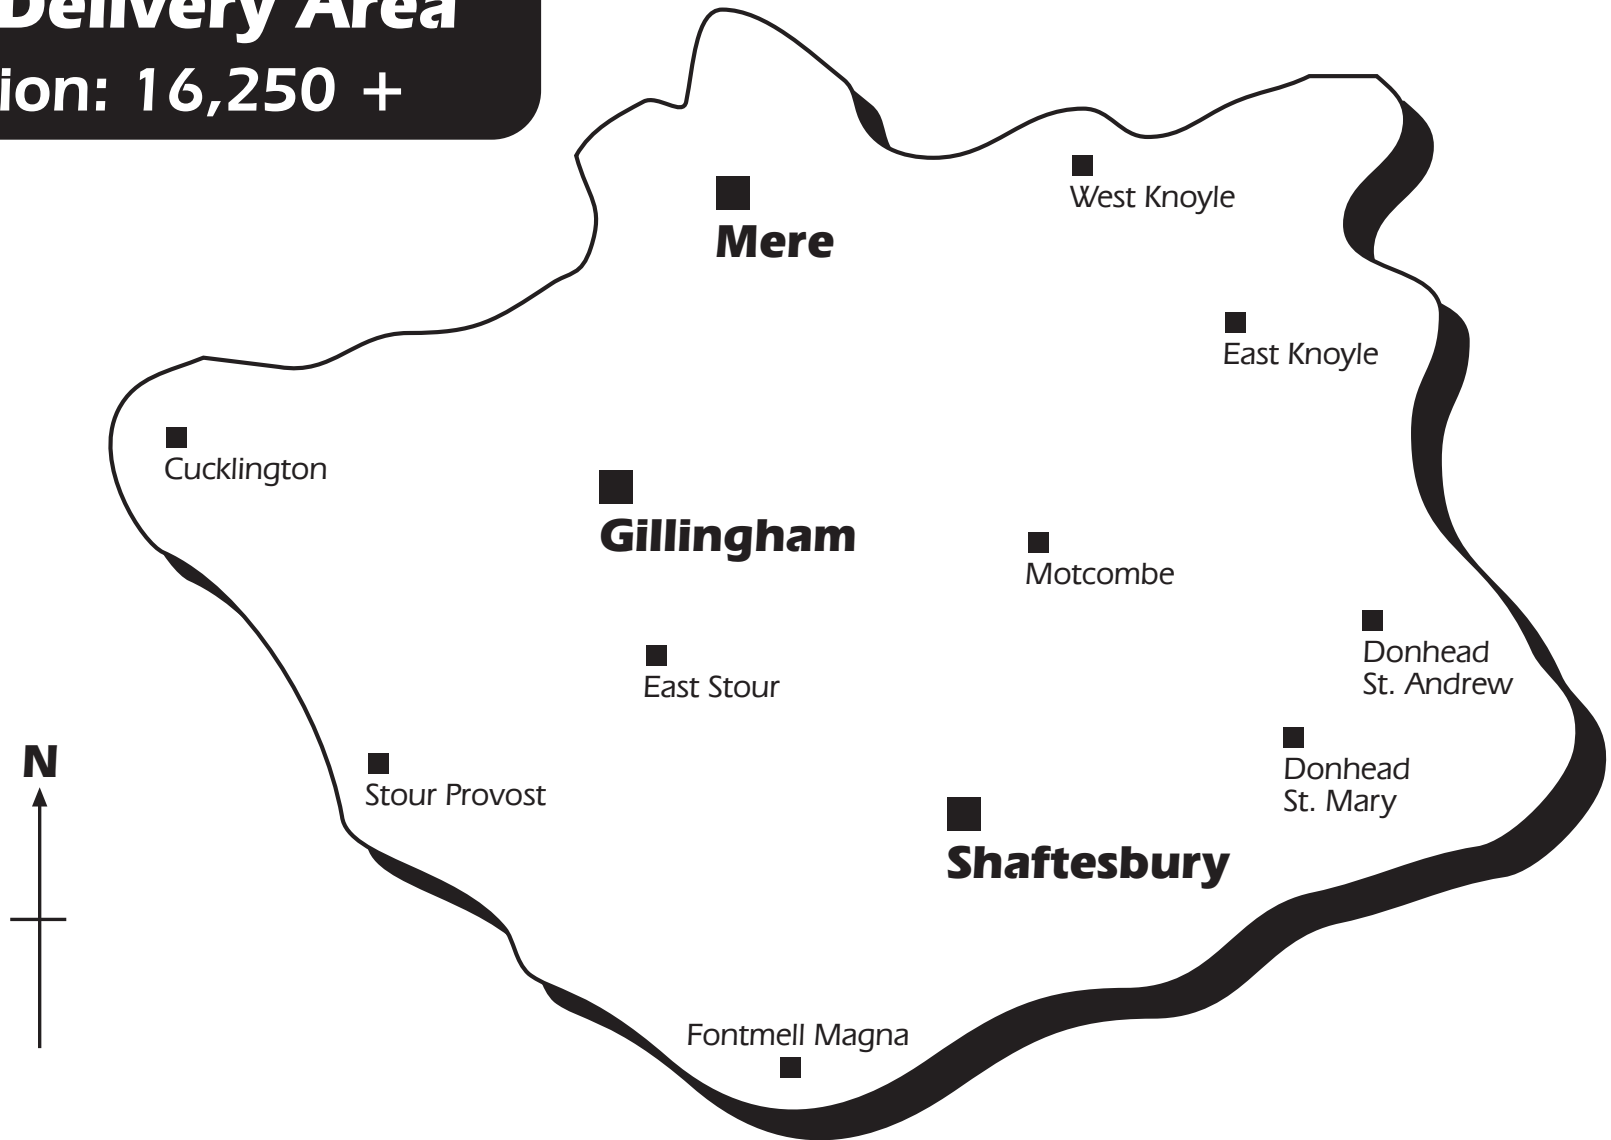 Delivery Area
ion: 16,250 +
West Knoyle
Mere
East Knoyle
Cucklington
Gillingham
Motcombe
Donhead
St. Andrew
East Stour
N
Donhead
St. Mary
Stour Provost
Shaftesbury
Fontmell Magna